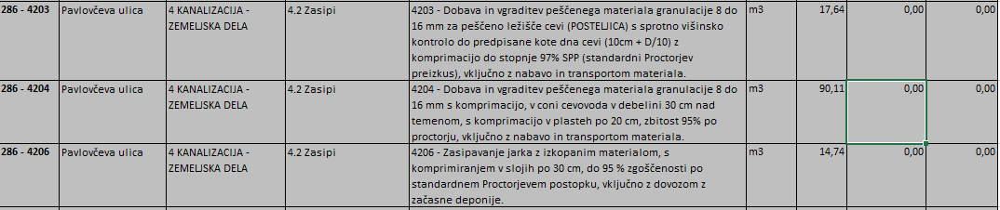 286 - 4203 Pavlovčeva ulica 4 KANALIZACIJA - 4.2 Zasipi 4203 - Dobava in vgraditev peščenega materiala granulacije 8 do m3 17,64 0,00 0,00
ZEMELJSKA DELA 16 mm za peščeno ležišče cevi (POSTELJICA) s sprotno višinsko
kontrolo do predpisane kote dna cevi (10cm + D/10) z
komprimacijo do stopnje 97% SPP (standardni Proctorjev
preizkus), vključno z nabavo in transportom materiala.
286 - 4204 Pavlovčeva ulica 4 KANALIZACIJA - 4.2 Zasipi 4204 - Dobava in vgraditev peščenega materiala granulacije 8 do m3 90,11 0,00 0,00
ZEMELJSKA DELA 16 mm s komprimacijo, v coni cevovoda v debelini 30 cm nad
temenom, s komprimacijo v plasteh po 20 cm, zbitost 95% po
proctorju, vključno z nabavo in transportom materiala.
286 - 4206 Pavlovčeva ulica 4 KANALIZACIJA - 4.2 Zasipi 4206 - Zasipavanje jarka z izkopanim materialom, s m3 14,74 0,00 0,00
ZEMELJSKA DELA komprimiranjem v slojih po 30 cm, do 95 % zgoščenosti po
standardnem Proctorjevem postopku, vključno z dovozom z
začasne deponije.